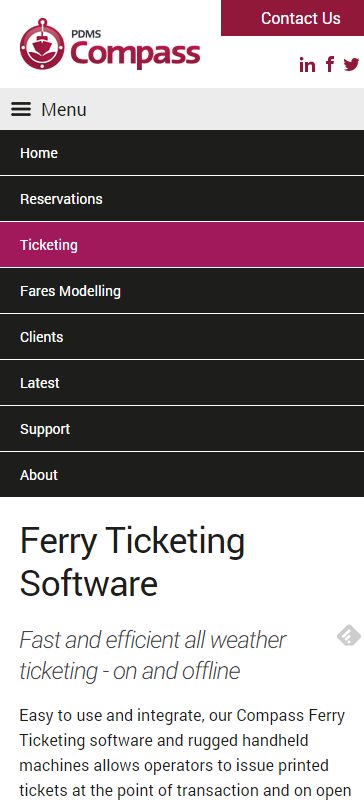 Contact Us
PDMS
Compass
Menu
Home
Reservations
Ticketing
Fares Modelling
Clients
Latest
Support
About
Ferry Ticketing
Software
Fast and efficient all weather
ticketing - on and offline
Easy to use and integrate, our Compass Ferry
Ticketing software and rugged handheld
machines allows operators to issue printed
tickets at the point of transaction and on open